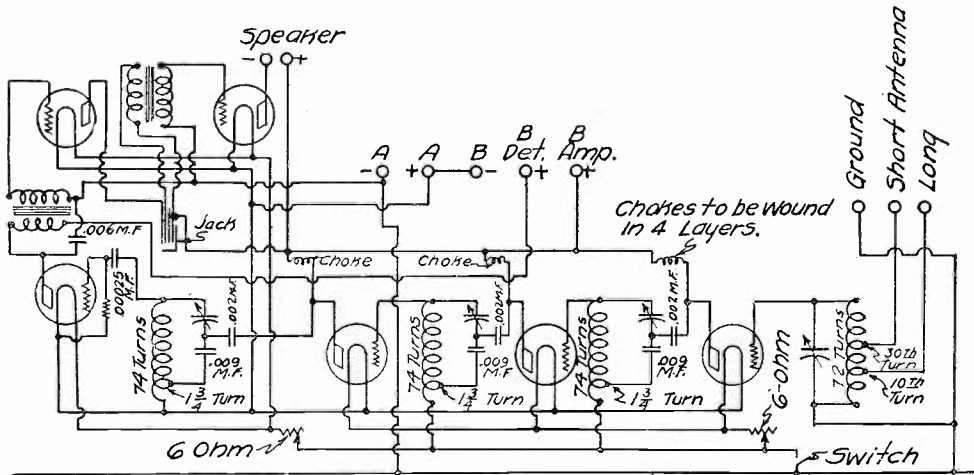 Speaker
- +
A
-
A
+
B
-
B
Det.
+
B
Amp.
+
Ground
Short Antenna
Long
Chokes to be wound
in 4 Layers.
Jack
.006 M.F
.00025
M.F.
Choke
Choke
.002 M.F.
.002 M.F.
.002 M.F.
74 Turns
.009
M.F.
1 3/4 Turn
74 Turns
.009
M.F.
1 3/4 Turn
74 Turns
.009
M.F.
1 3/4 Turn
72 Turns
30th
Turn
10th
Turn
6 Ohm
6-Ohm
Switch